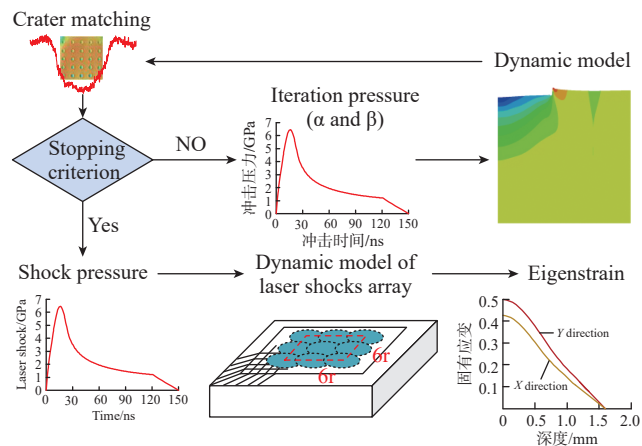 Crater matching
Dynamic model
Iteration pressure
(α and β)
Stopping
criterion
NO
Yes
冲击压力/GPa
7
6
5
4
3
2
1
0
30
60
90
120
150
冲击时间/ns
Shock pressure
Dynamic model of
laser shocks array
Eigenstrain
Laser shock/GPa
7
6
5
4
3
2
1
0
30
60
90
120
150
Time/ns
6r
6r
固有应变
0.5
0.4
0.3
0.2
0.1
Y direction
X direction
0
0.5
1.0
1.5
2.0
深度/mm